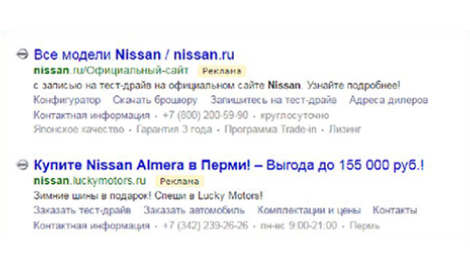 Все модели Nissan / nissan.ru
nissan.ru/Официальный-сайт Реклама
с записью на тест-драйв на официальном сайте Nissan. Узнайте подробнее!
Конфигуратор Скачать брошюру Запишитесь на тест-драйв Адреса дилеров
Контактная информация · +7 (800) 200-59-90 · круглосуточно
Японское качество · Гарантия 3 года · Программа Trade-in · Лизинг
Купите Nissan Almera в Перми! – Выгода до 155 000 руб.!
nissan.luckymotors.ru Реклама
Зимние шины в подарок! Спеши в Lucky Motors!
Заказать тест-драйв Заказать автомобиль Комплектации и цены Контакты
Контактная информация · +7 (342) 239-26-26 · пн-вс 9:00-21:00 · Пермь